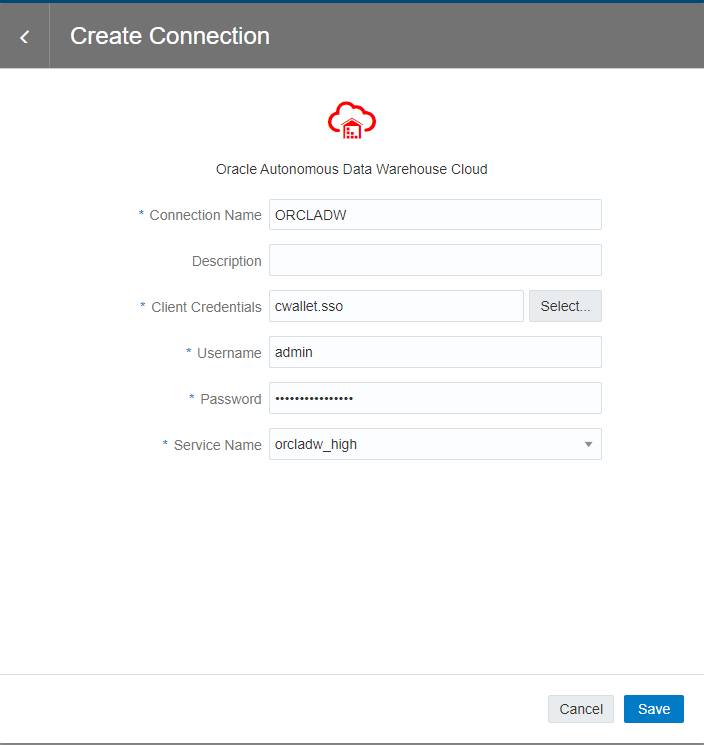 Create Connection
Oracle Autonomous Data Warehouse Cloud
* Connection Name ORCLADW
Description
* Client Credentials cwallet.sso Select...
* Username admin
* Password ••••••••••••••••
* Service Name orcladw_high
Cancel Save